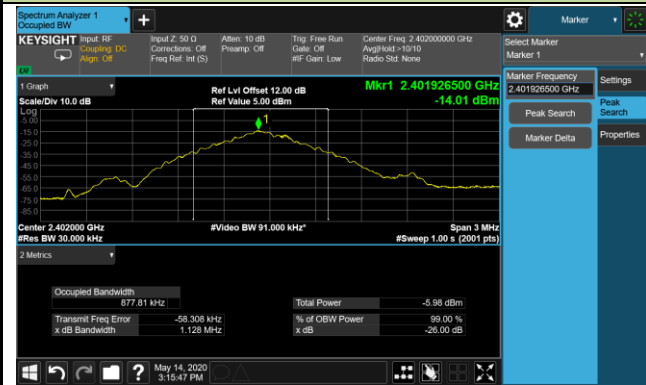 Spectrum Analyzer 1
Occupied BW
+
Marker
KEYSIGHT
Input: RF
Coupling: DC
Align: Off
Input Z: 50 Ω
Corrections: Off
Freq Ref: Int (S)
Atten: 10 dB
Preamp: Off
Trig: Free Run
Gate: Off
#IF Gain: Low
Center Freq: 2.402000000 GHz
Avg|Hold:>10/10
Radio Std: None
Select Marker
Marker 1
Marker Frequency
2.401926500 GHz
Peak Search
Marker Delta
Settings
Peak
Search
Properties
1 Graph
Scale/Div 10.0 dB
Ref Lvl Offset 12.00 dB
Ref Value 5.00 dBm
Mkr1 2.401926500 GHz
-14.01 dBm
Log
-5.00
-15.0
-25.0
-35.0
-45.0
-55.0
-65.0
-75.0
-85.0
1
Center 2.402000 GHz
#Res BW 30.000 kHz
#Video BW 91.000 kHz*
Span 3 MHz
#Sweep 1.00 s (2001 pts)
2 Metrics
Occupied Bandwidth
877.81 kHz
Total Power -5.98 dBm
Transmit Freq Error -58.308 kHz
% of OBW Power 99.00 %
x dB Bandwidth 1.128 MHz
x dB -26.00 dB
?
May 14, 2020
3:15:47 PM